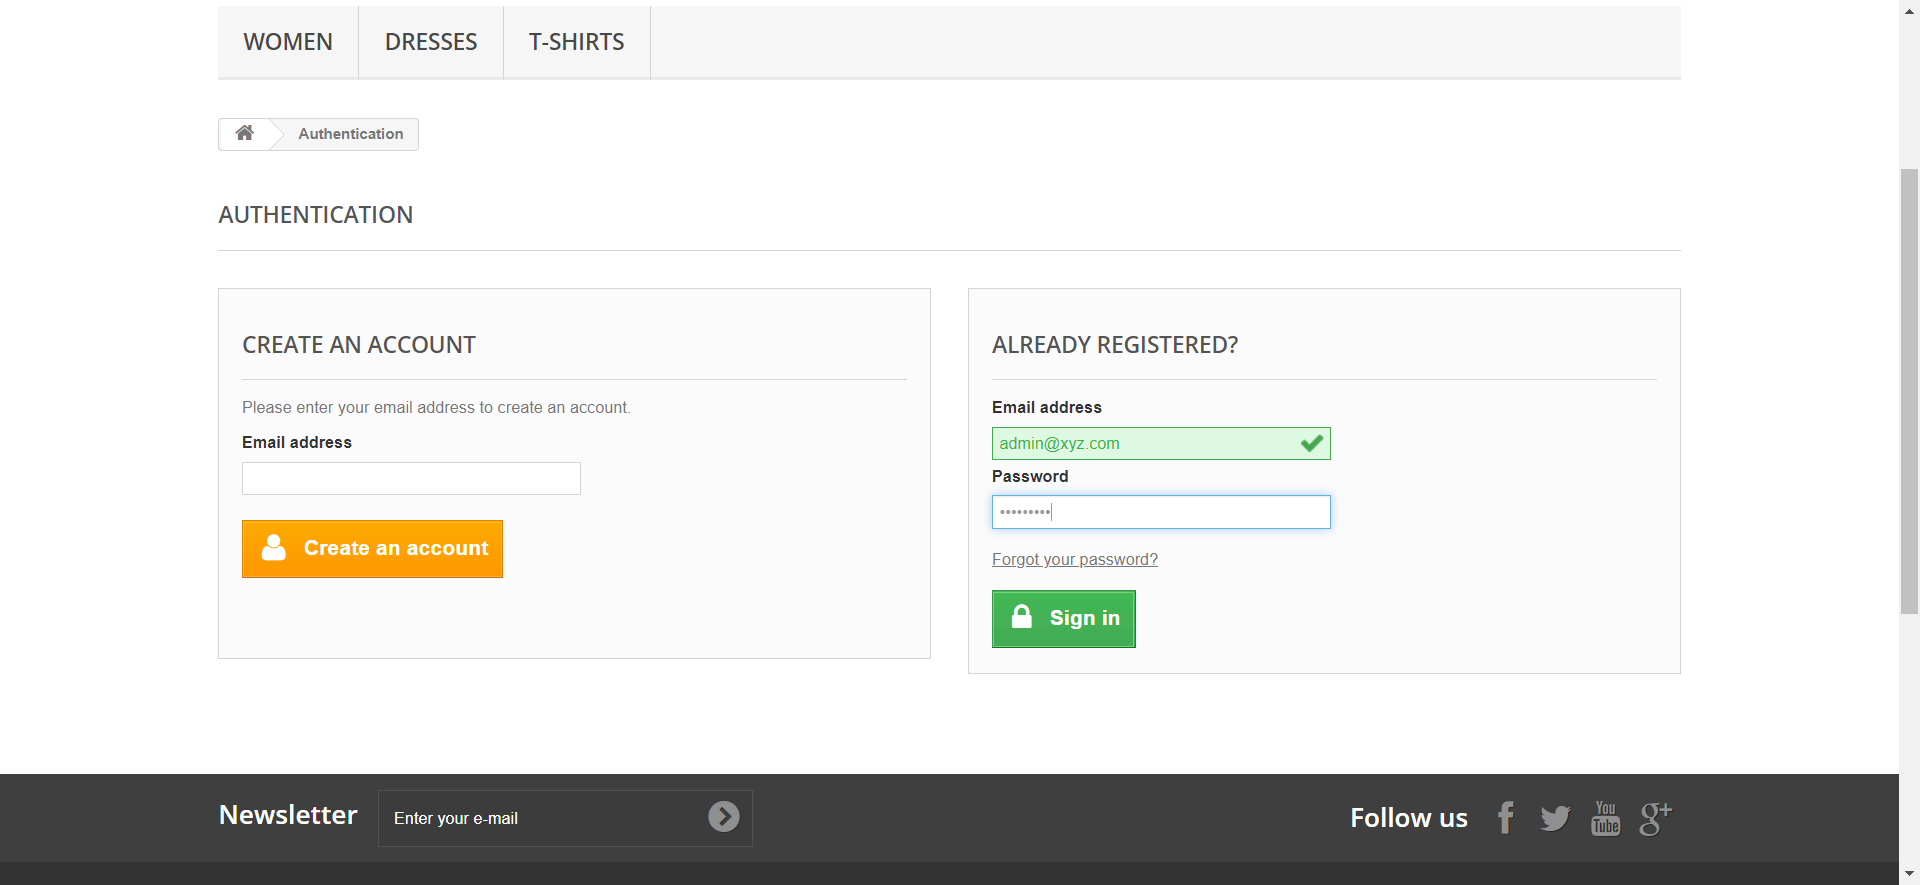 WOMEN DRESSES T-SHIRTS
Authentication
AUTHENTICATION
CREATE AN ACCOUNT
Please enter your email address to create an account.
Email address
Create an account
ALREADY REGISTERED?
Email address
admin@xyz.com
Password
•••••••••
Forgot your password?
Sign in
Newsletter
Enter your e-mail
Follow us
You
Tube
g+